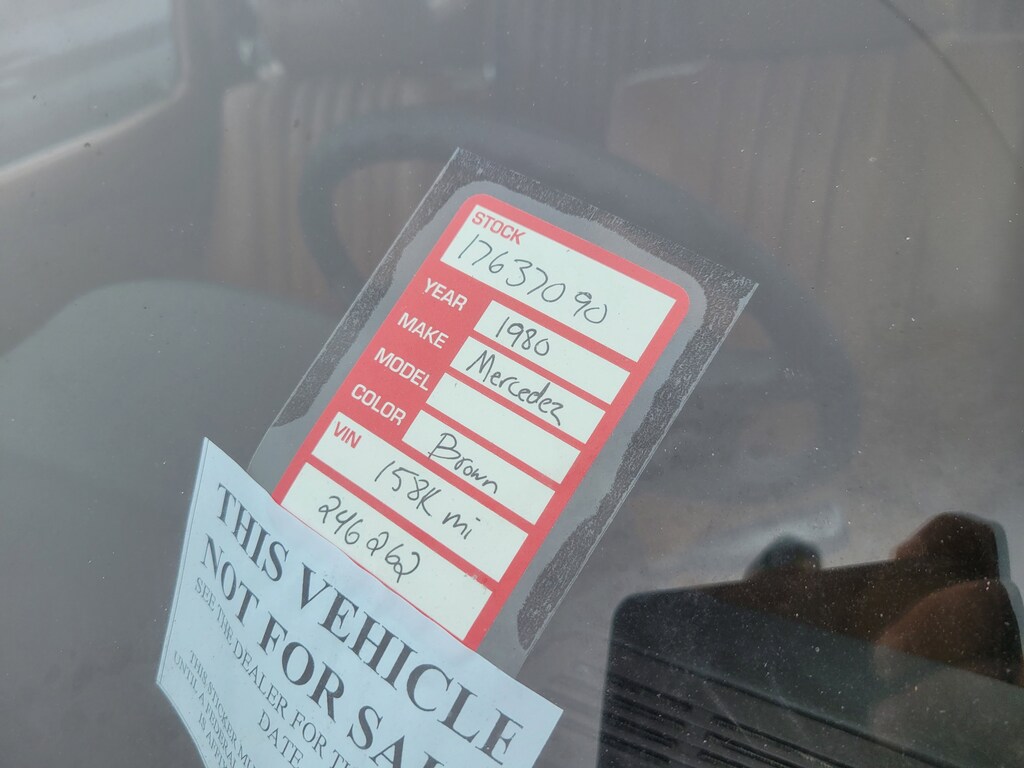 STOCK
17637090
YEAR 1980
MAKE Mercedez
MODEL
COLOR Brown
VIN
158K mi
246262
THIS VEHICLE
NOT FOR
SEE THE DEALER FOR
DATE
THIS STICKER
UNTIL A FEDERAL